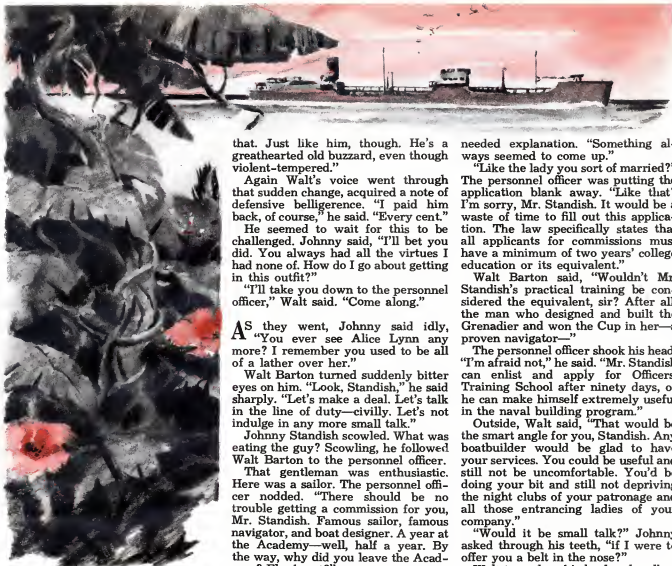 that. Just like him, though. He's a
greathearted old buzzard, even though
violent-tempered."
Again Walt's voice went through
that sudden change, acquired a note of
defensive belligerence. "I paid him
back, of course," he said. "Every cent."
He seemed to wait for this to be
challenged. Johnny said, "I'll bet you
did. You always had all the virtues I
had none of. How do I go about getting
in this outfit?"
"I'll take you down to the personnel
officer," Walt said. "Come along."
AS they went, Johnny said idly,
"You ever see Alice Lynn any
more? I remember you used to be all
of a lather over her."
Walt Barton turned suddenly bitter
eyes on him. "Look, Standish," he said
sharply. "Let's make a deal. Let's talk
in the line of duty—civilly. Let's not
indulge in any more small talk."
Johnny Standish scowled. What was
eating the guy? Scowling, he followed
Walt Barton to the personnel officer.
That gentleman was enthusiastic.
Here was a sailor. The personnel offi-
cer nodded. "There should be no
trouble getting a commission for you,
Mr. Standish. Famous sailor, famous
navigator, and boat designer. A year at
the Academy—well, half a year. By
the way, why did you leave the Acad-
needed explanation. "Something al-
ways seemed to come up."
"Like the lady you sort of married?"
The personnel officer was putting the
application blank away. "Like that
I'm sorry, Mr. Standish. It would be
waste of time to fill out this applica-
tion. The law specifically states tha
all applicants for commissions mus
have a minimum of two years' colleg
education or its equivalent."
Walt Barton said, "Wouldn't Mr
Standish's practical training be con-
sidered the equivalent, sir? After all
the man who designed and built the
Grenadier and won the Cup in her—
proven navigator—"
The personnel officer shook his head
"I'm afraid not," he said. "Mr. Standish
can enlist and apply for Officers
Training School after ninety days, o
he can make himself extremely usefu
in the naval building program."
Outside, Walt said, "That would be
the smart angle for you, Standish. An
boatbuilder would be glad to have
your services. You could be useful and
still not be uncomfortable. You'd b
doing your bit and still not depriving
the night clubs of your patronage and
all those entrancing ladies of you
company."
"Would it be small talk?" Johnny
asked through his teeth, "if I were t
offer you a belt in the nose?"